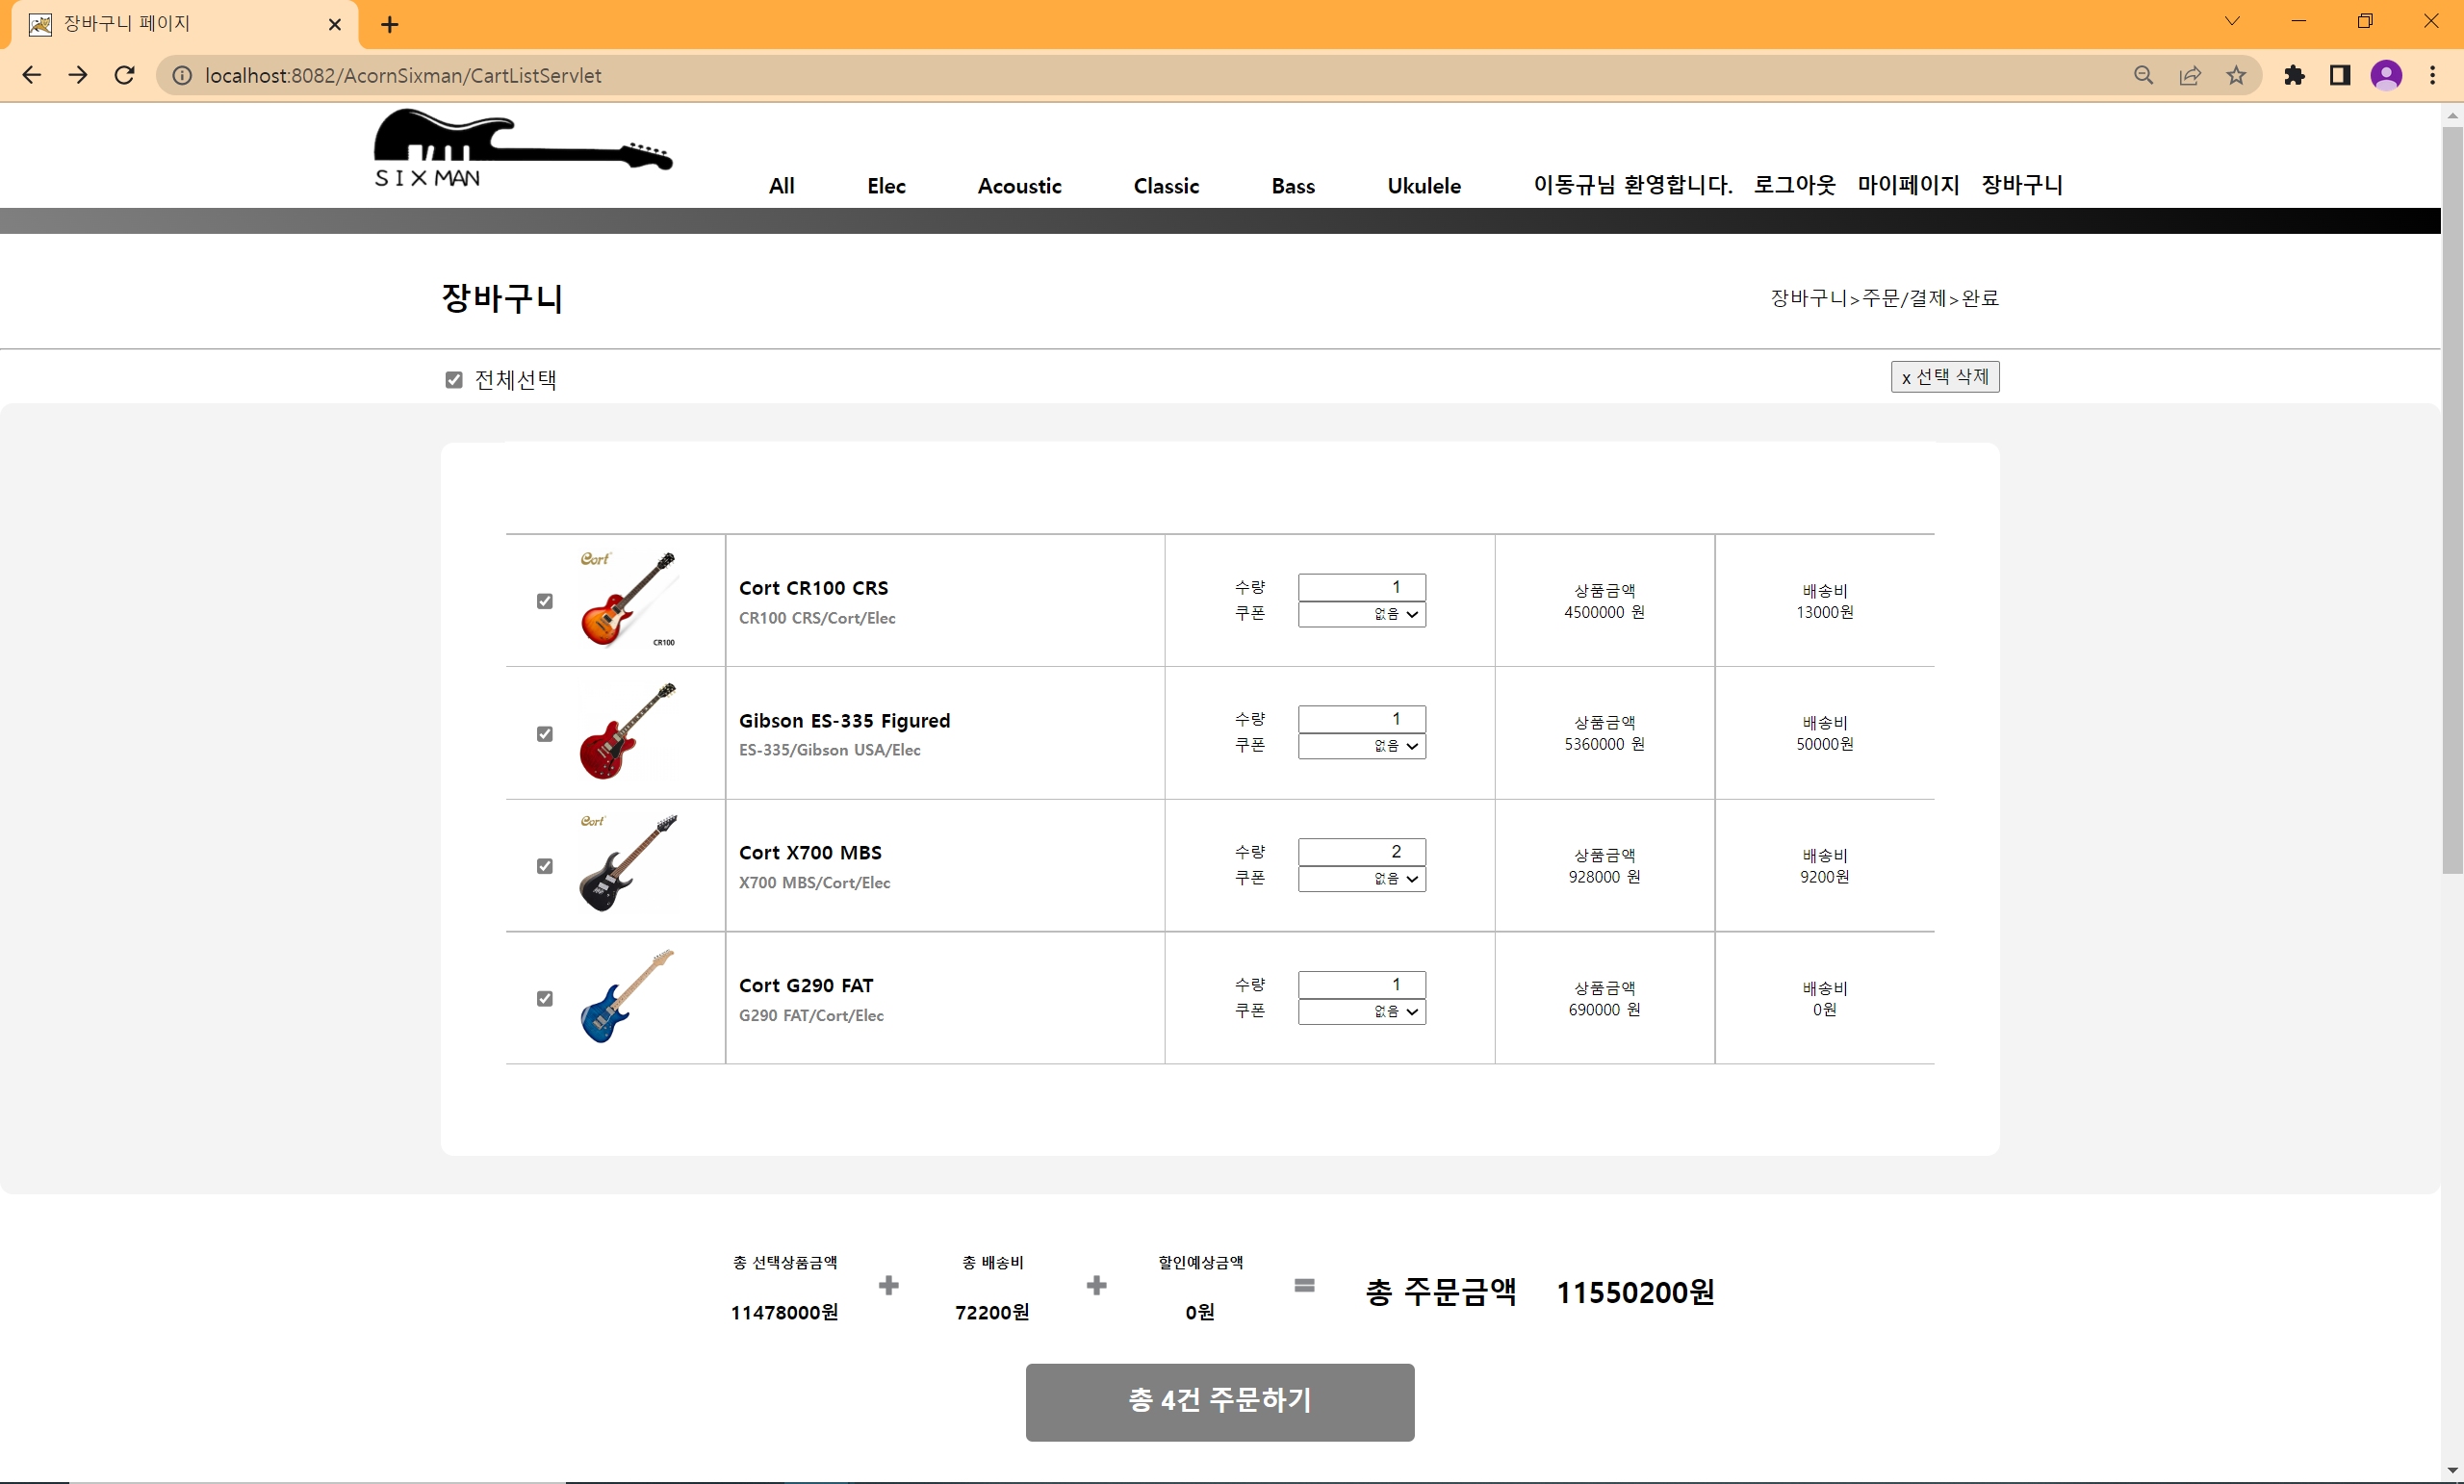 장바구니 페이지
localhost:8082/AcornSixman/CartListServlet
SIXMAN
All Elec Acoustic Classic Bass Ukulele 이동규님 환영합니다. 로그아웃 마이페이지 장바구니
장바구니
장바구니>주문/결제>완료
전체선택
x 선택 삭제
Cort
CR100
Cort CR100 CRS
CR100 CRS/Cort/Elec
수량 1
쿠폰 없음
상품금액
4500000 원
배송비
13000원
Gibson ES-335 Figured
ES-335/Gibson USA/Elec
수량 1
쿠폰 없음
상품금액
5360000 원
배송비
50000원
Cort
Cort X700 MBS
X700 MBS/Cort/Elec
수량 2
쿠폰 없음
상품금액
928000 원
배송비
9200원
Cort G290 FAT
G290 FAT/Cort/Elec
수량 1
쿠폰 없음
상품금액
690000 원
배송비
0원
총 선택상품금액
11478000원
총 배송비
72200원
할인예상금액
0원
총 주문금액 11550200원
총 4건 주문하기